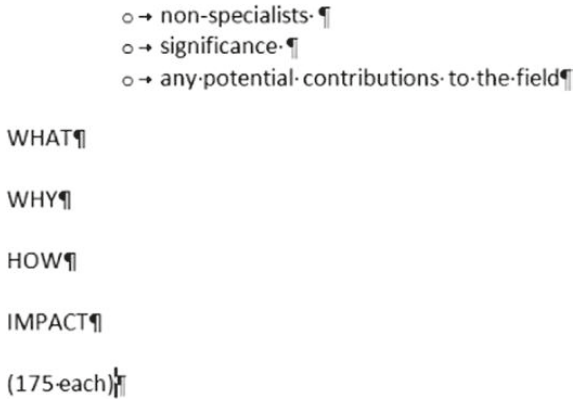 non-specialists
significance
any potential contributions to the field
WHAT
WHY
HOW
IMPACT
(175 each)